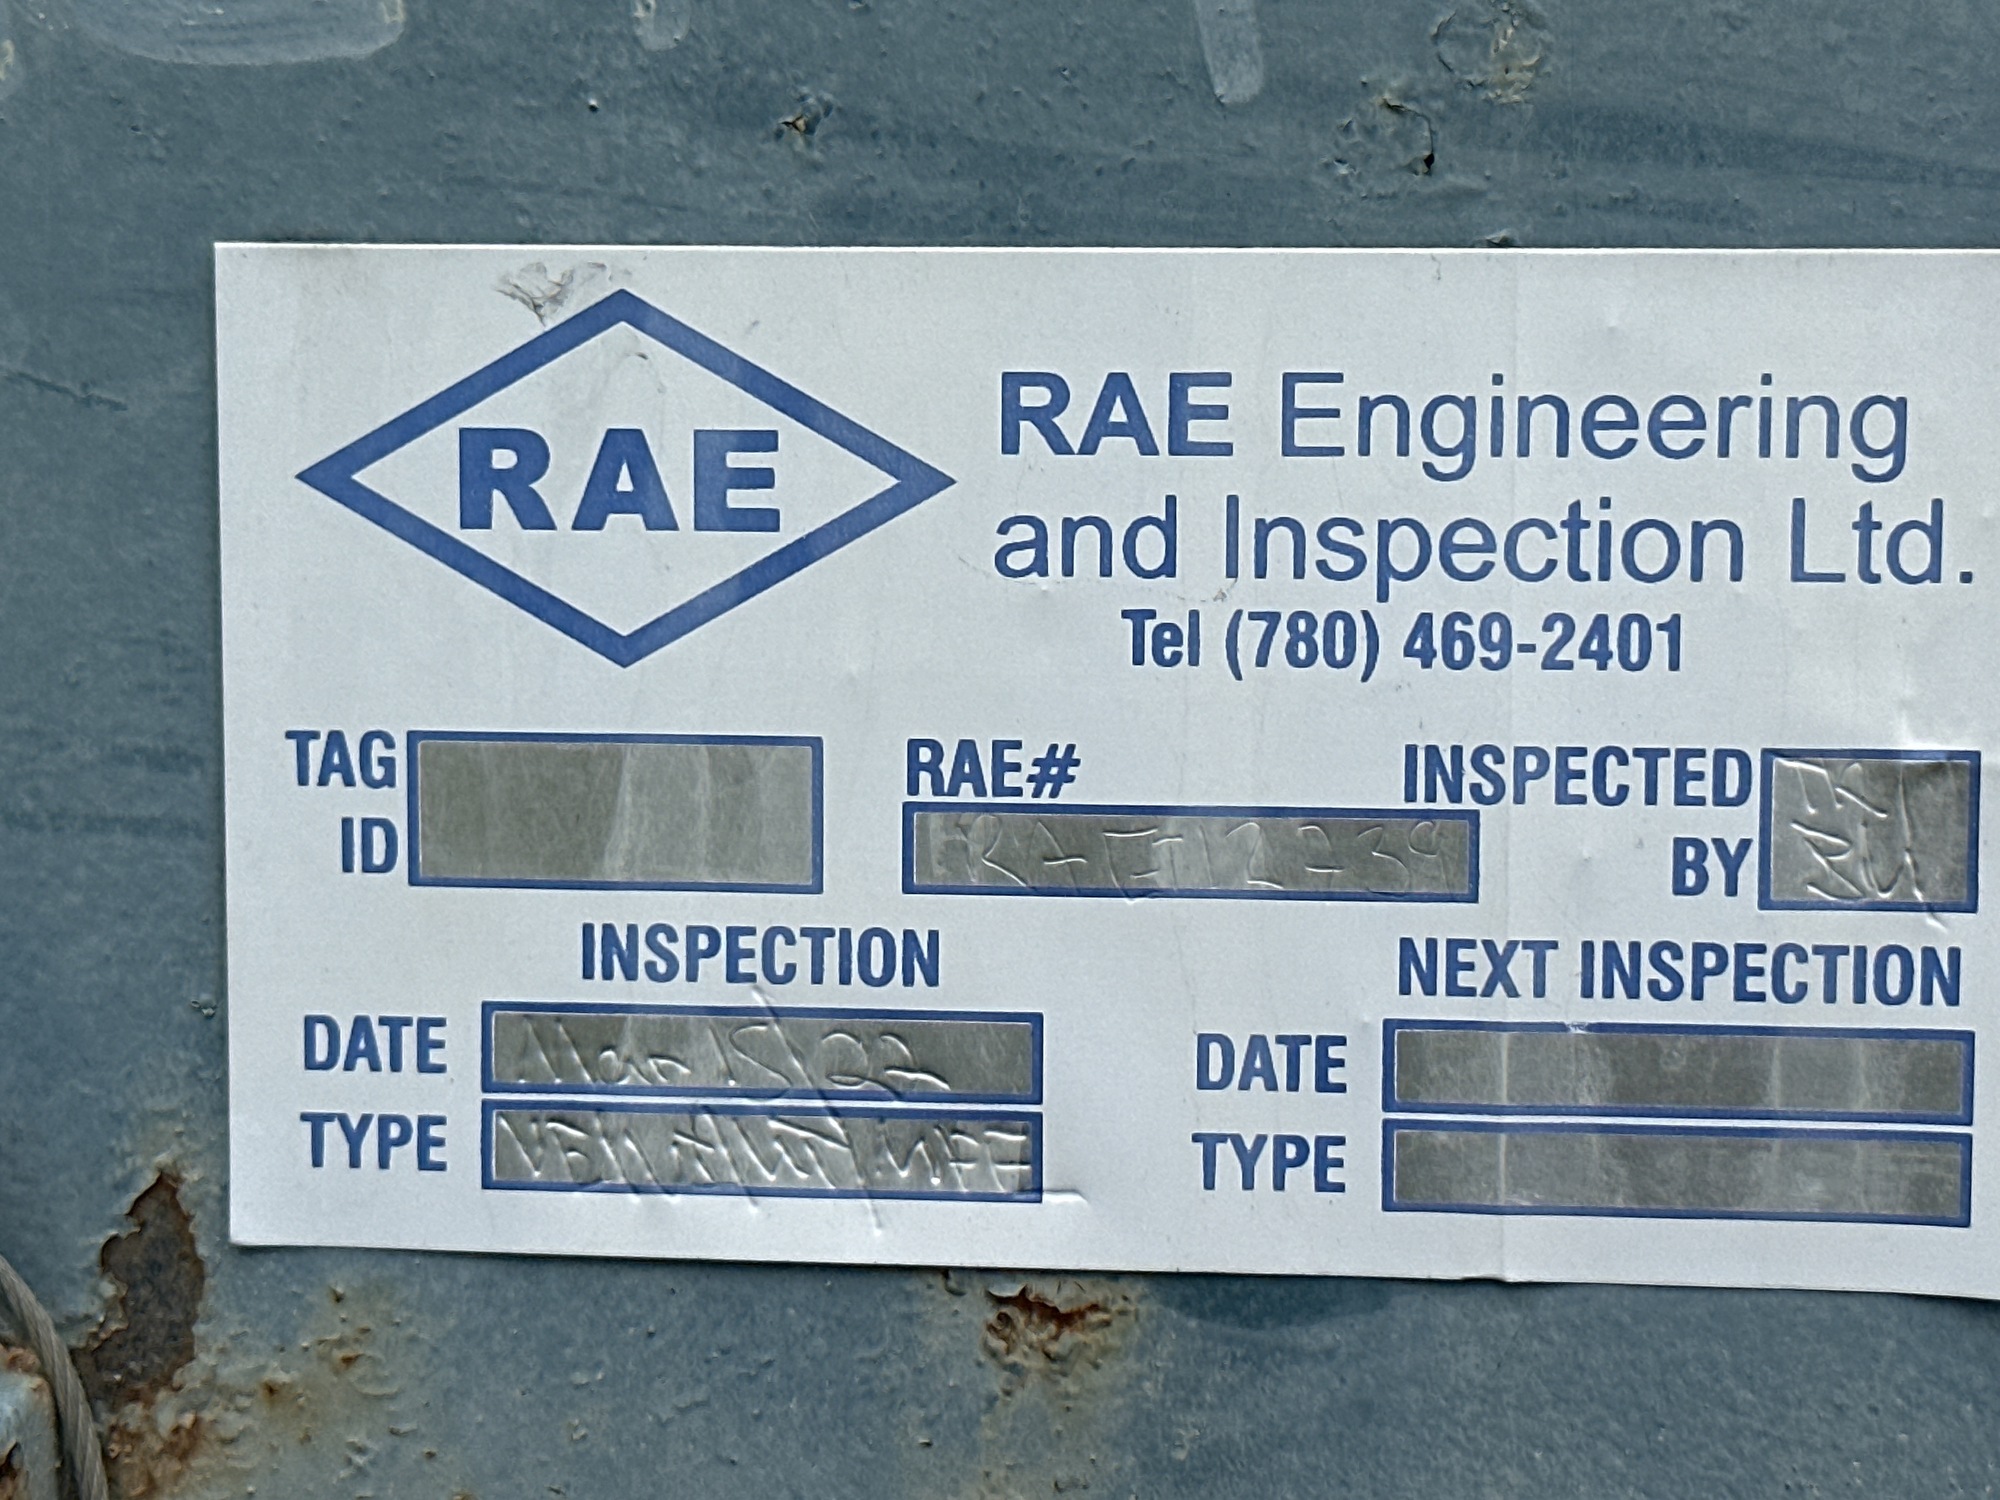 RAE
RAE Engineering
and Inspection Ltd.
Tel (780) 469-2401
TAG
ID
RAE#
INSPECTED
BY
INSPECTION
NEXT INSPECTION
DATE
DATE
TYPE
TYPE